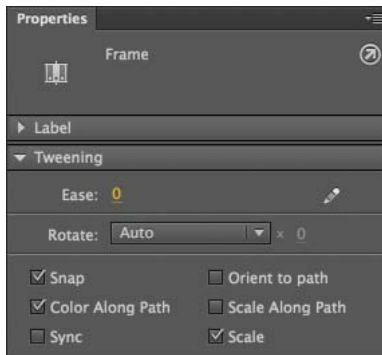 Properties
Frame
Label
Tweening
Ease: 0
Rotate: Auto x 0
Snap Orient to path
Color Along Path Scale Along Path
Sync Scale